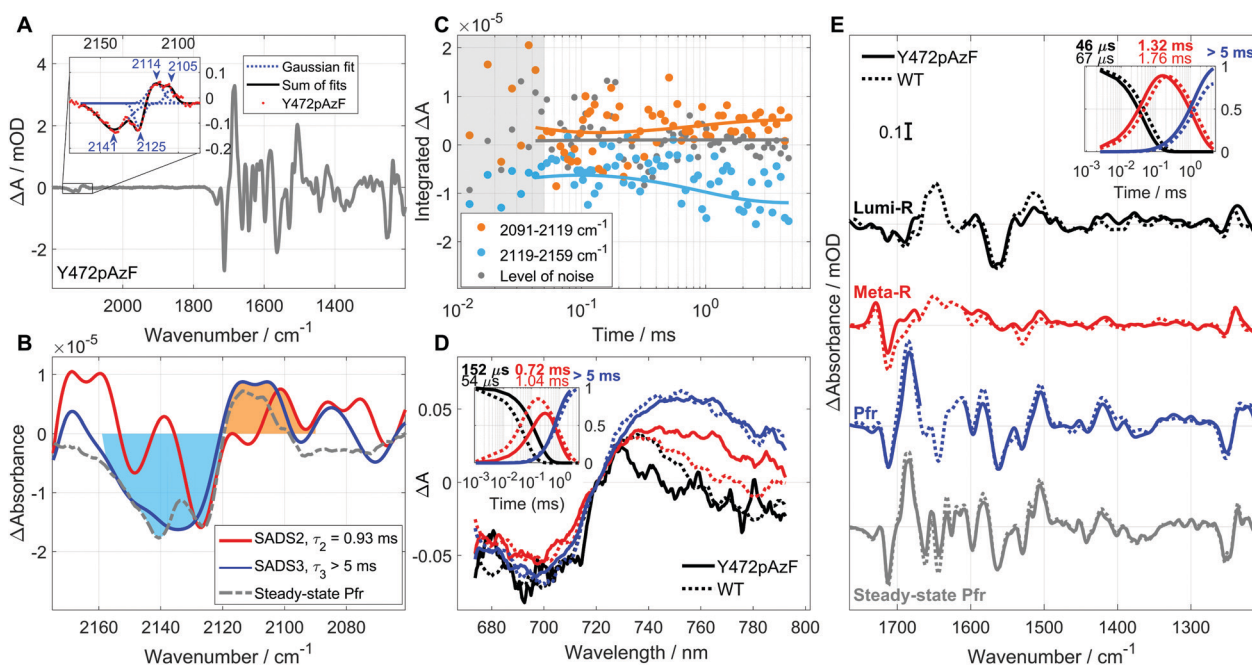 A
2150 2100
2114 2105
Gaussian fit
Sum of fits
Y472pAzF
0.1
0
-0.1
-0.2
2141 2125
4
2
0
-2
ΔA / mOD
Y472pAzF
2000 1800 1600 1400
Wavenumber / cm⁻¹
B
×10⁻⁵
1
0
-1
-2
ΔAbsorbance
SADS2, τ₂ = 0.93 ms
SADS3, τ₃ > 5 ms
Steady-state Pfr
2160 2140 2120 2100 2080
Wavenumber / cm⁻¹
C
×10⁻⁵
2
1
0
-1
-2
Integrated ΔA
2091-2119 cm⁻¹
2119-2159 cm⁻¹
Level of noise
10⁻² 10⁻¹ 10⁰
Time / ms
D
152 μs 0.72 ms > 5 ms
54 μs 1.04 ms
1
0.5
0
10⁻³ 10⁻² 10⁻¹ 10⁰
Time (ms)
0.05
0
-0.05
ΔA
Y472pAzF
WT
680 700 720 740 760 780 800
Wavelength / nm
E
Y472pAzF
WT
0.1
46 μs 1.32 ms > 5 ms
67 μs 1.76 ms
1
0.5
0
10⁻³ 10⁻² 10⁻¹ 10⁰
Time / ms
Lumi-R
Meta-R
Pfr
Steady-state Pfr
ΔAbsorbance / mOD
1700 1600 1500 1400 1300
Wavenumber / cm⁻¹